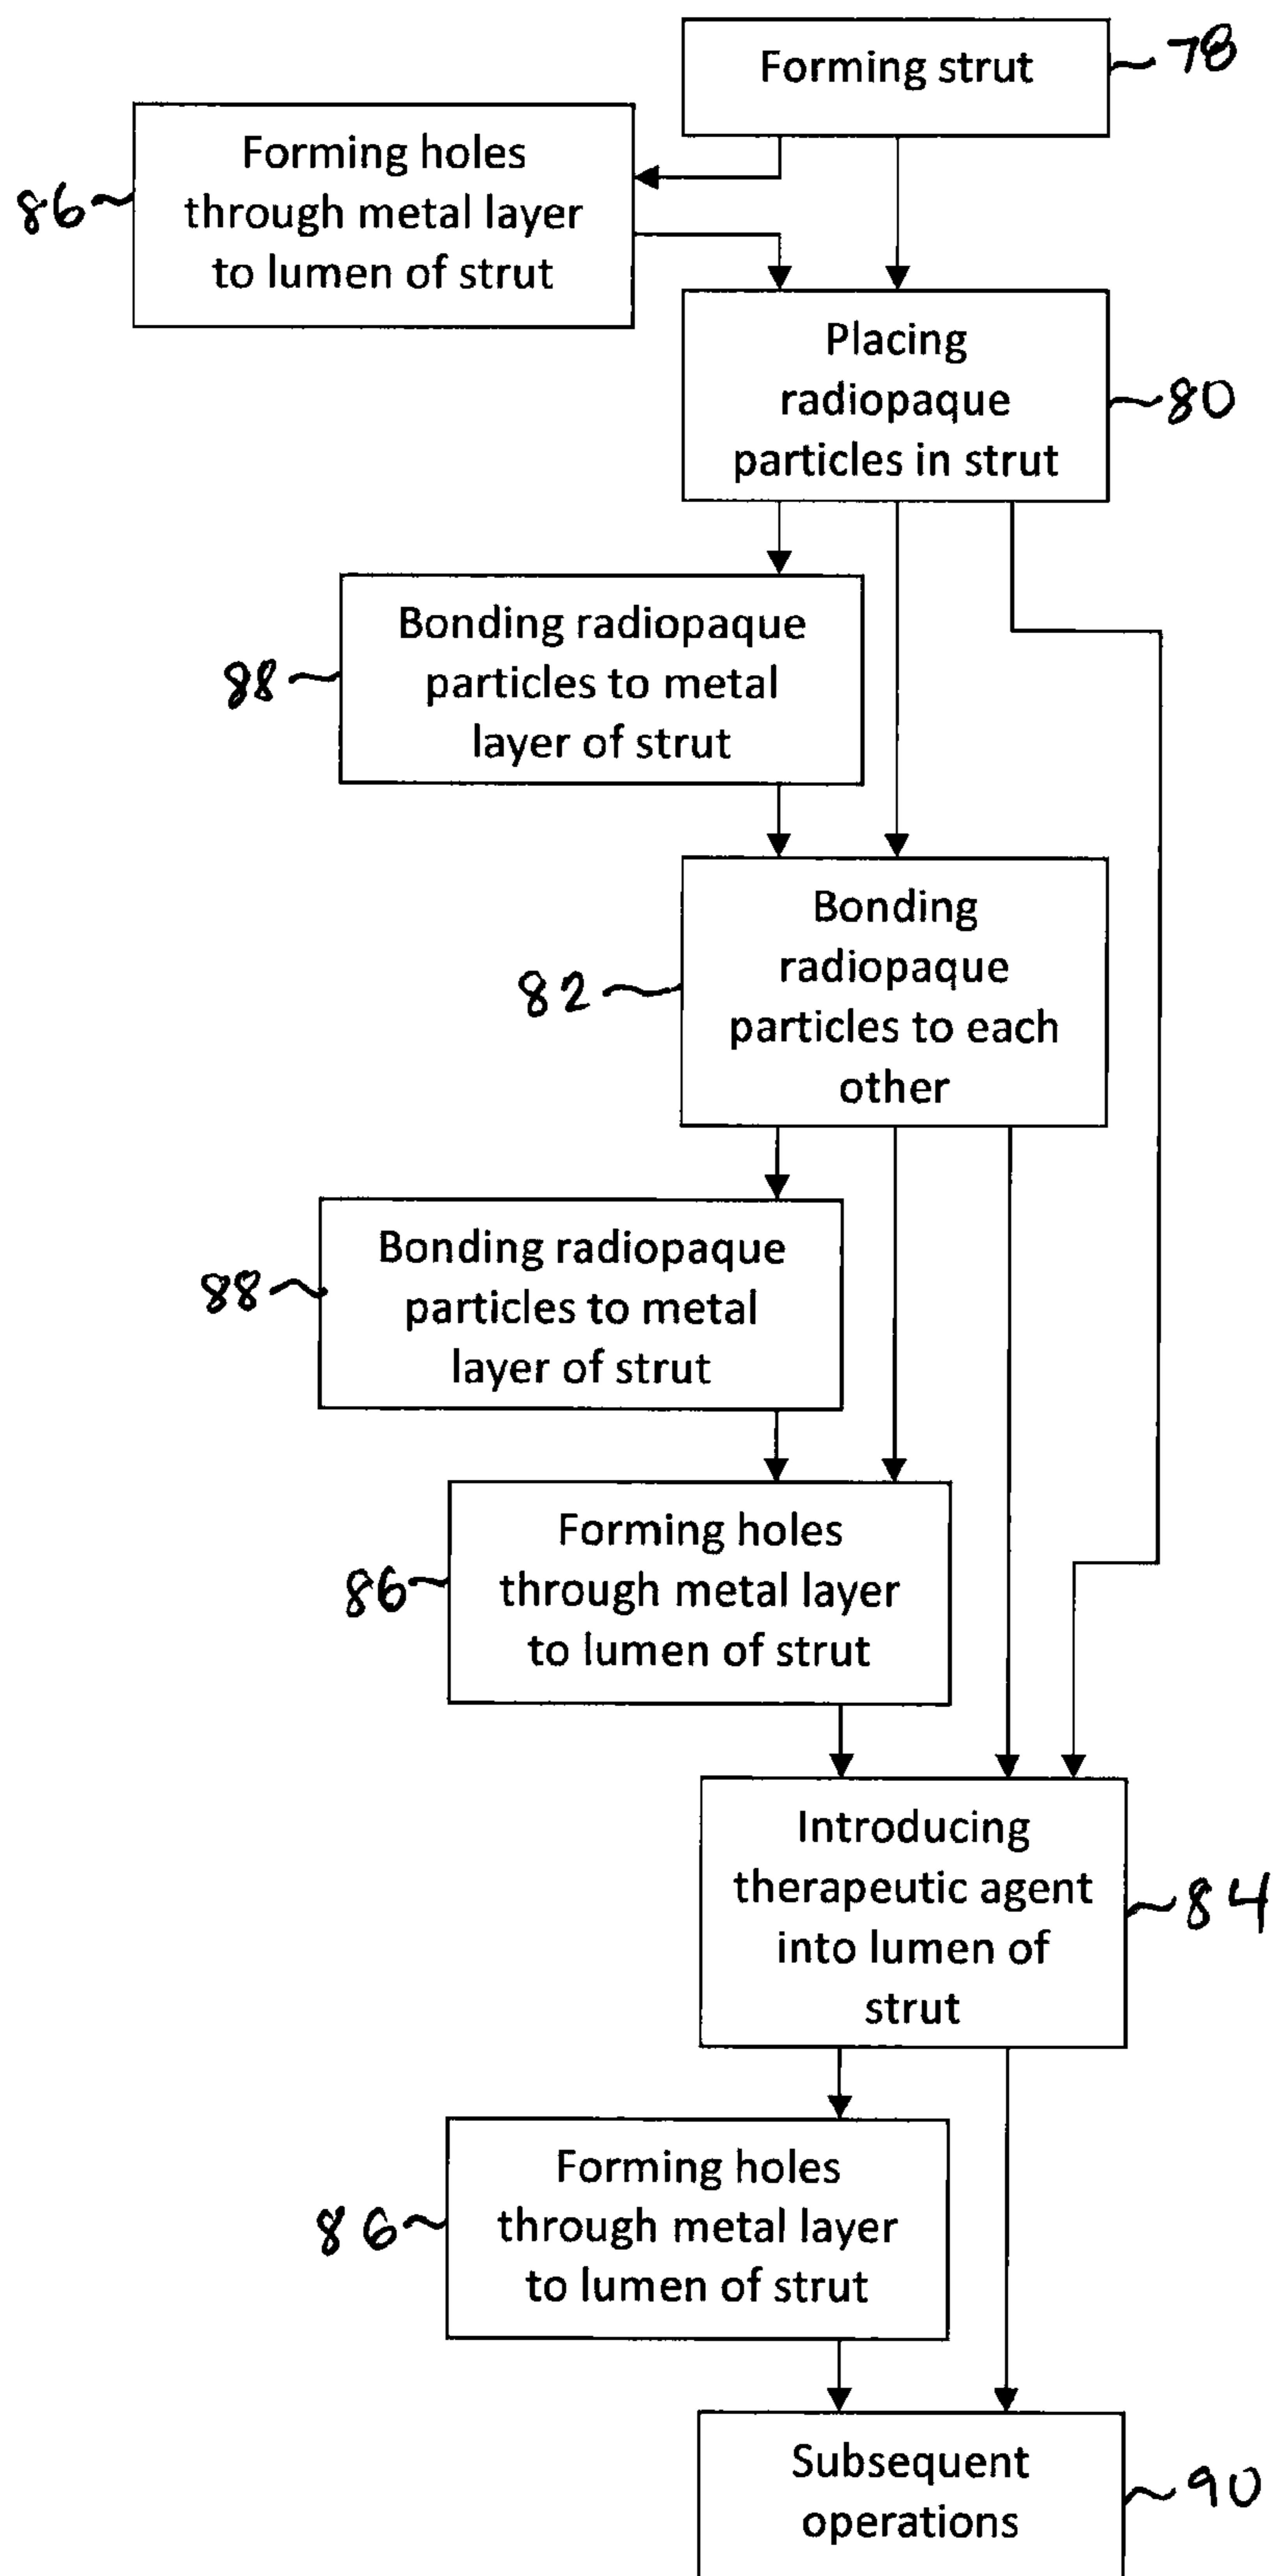 Forming strut
78
Forming holes
through metal layer
to lumen of strut
86
Placing
radiopaque
particles in strut
80
Bonding radiopaque
particles to metal
layer of strut
88
Bonding
radiopaque
particles to each
other
82
Bonding radiopaque
particles to metal
layer of strut
88
Forming holes
through metal layer
to lumen of strut
86
Introducing
therapeutic agent
into lumen of
strut
84
Forming holes
through metal layer
to lumen of strut
86
Subsequent
operations
90